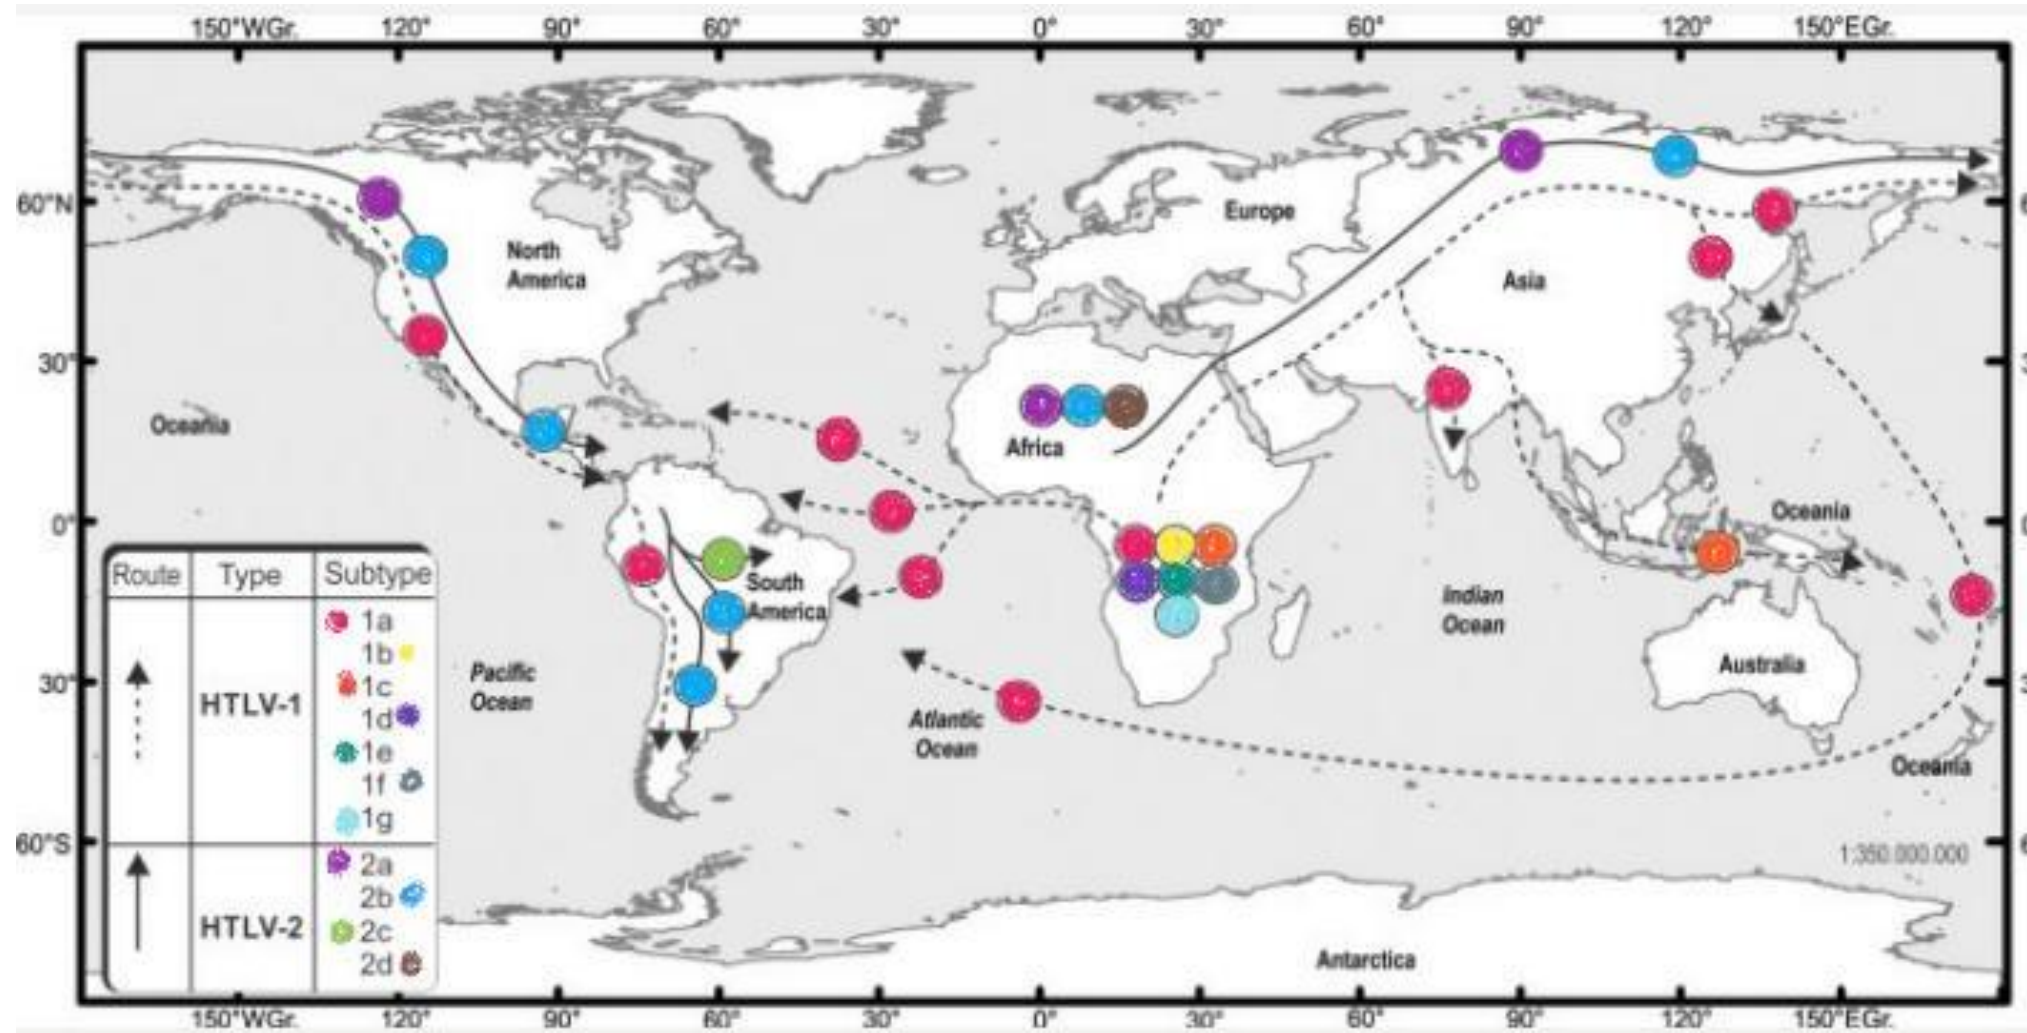 150°WGr. 120° 90° 60° 30° 0° 30° 60° 90° 120° 150°EGr.
60°N
Europe
North
America
Asia
30°
Oceania
Africa
0°
Oceania
Route Type Subtype
South
America
Indian
Ocean
1a
1b
Australia
30°
Pacific
Ocean
1c
HTLV-1
1d
Atlantic
Ocean
1e
Oceania
1f
1g
60°S
1:350.000.000
2a
2b
HTLV-2
2c
2d
Antarctica
150°WGr. 120° 90° 60° 30° 0° 30° 60° 90° 120° 150°EGr.